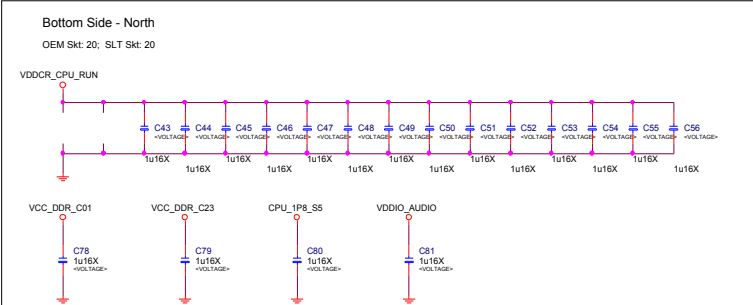 Bottom Side - North
OEM Skt: 20; SLT Skt: 20
VDDCR_CPU_RUN
C43 C44 C45 C46 C47 C48 C49 C50 C51 C52 C53 C54 C55 C56
<VOLTAGE> <VOLTAGE> <VOLTAGE> <VOLTAGE> <VOLTAGE> <VOLTAGE> <VOLTAGE> <VOLTAGE> <VOLTAGE> <VOLTAGE> <VOLTAGE> <VOLTAGE> <VOLTAGE> <VOLTAGE>
1u16X 1u16X 1u16X 1u16X 1u16X 1u16X 1u16X
1u16X 1u16X 1u16X 1u16X 1u16X 1u16X 1u16X
VCC_DDR_C01 VCC_DDR_C23 CPU_1P8_S5 VDDIO_AUDIO
C78 C79 C80 C81
1u16X 1u16X 1u16X 1u16X
<VOLTAGE> <VOLTAGE> <VOLTAGE> <VOLTAGE>